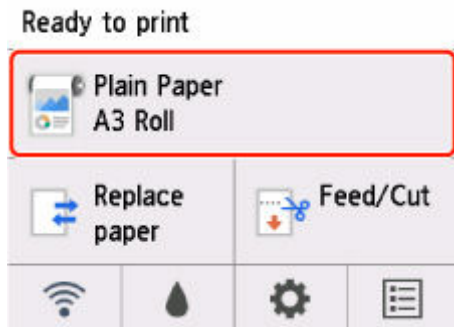 Ready to print
Plain Paper
A3 Roll
Replace
paper
Feed/Cut